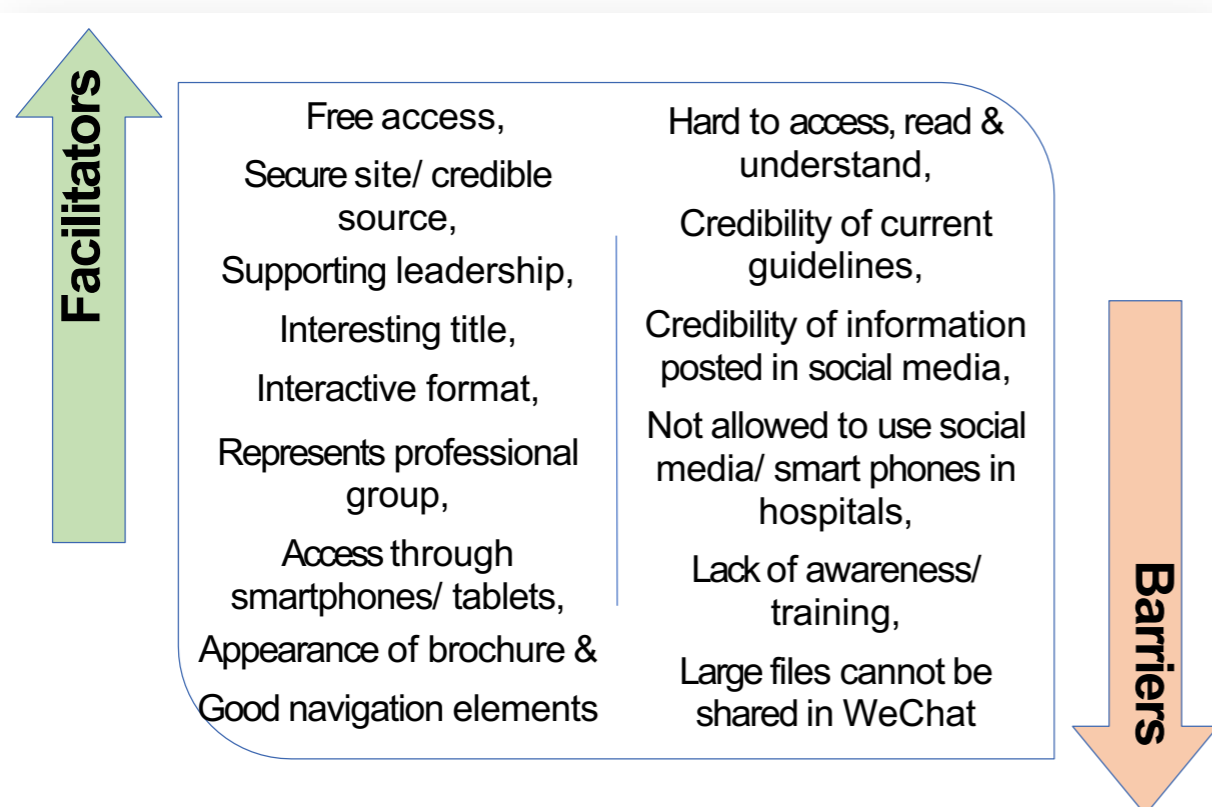 Facilitators
Free access,
Secure site/ credible
source,
Supporting leadership,
Interesting title,
Interactive format,
Represents professional
group,
Access through
smartphones/ tablets,
Appearance of brochure &
Good navigation elements
Hard to access, read &
understand,
Credibility of current
guidelines,
Credibility of information
posted in social media,
Not allowed to use social
media/ smart phones in
hospitals,
Lack of awareness/
training,
Large files cannot be
shared in WeChat
Barriers